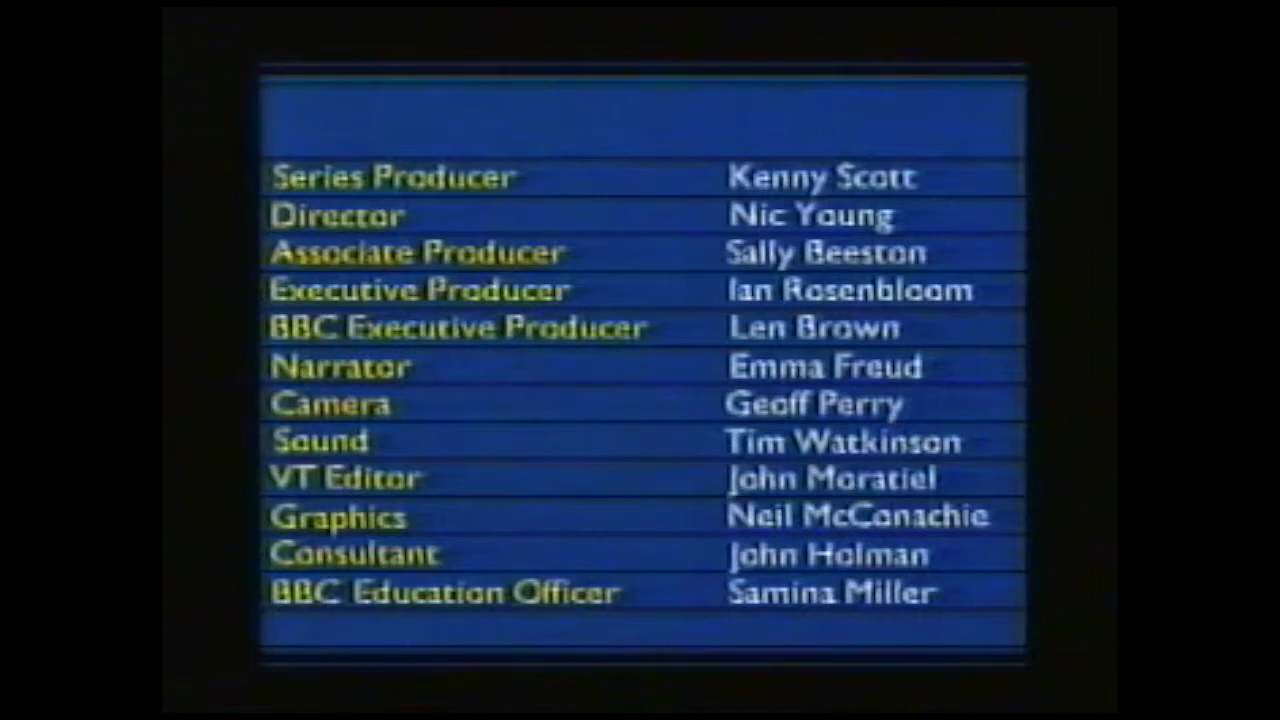 Series Producer Kenny Scott
Director Nic Young
Associate Producer Sally Beeston
Executive Producer Ian Rosenbloom
BBC Executive Producer Len Brown
Narrator Emma Freud
Camera Geoff Perry
Sound Tim Watkinson
VT Editor John Moratiel
Graphics Neil McConachie
Consultant John Holman
BBC Education Officer Samina Miller